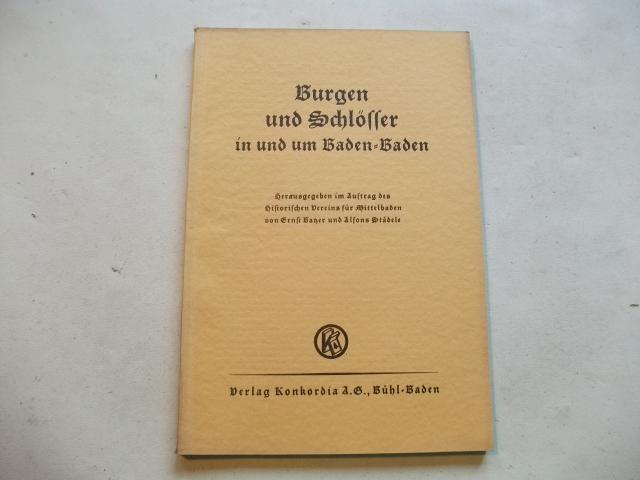 Burgen
und Schlösser
in und um Baden-Baden
Herausgegeben im Auftrag des
Historischen Vereins für Mittelbaden
von Ernst Batzer und Alfons Städele
Verlag Konkordia A.G., Bühl-Baden